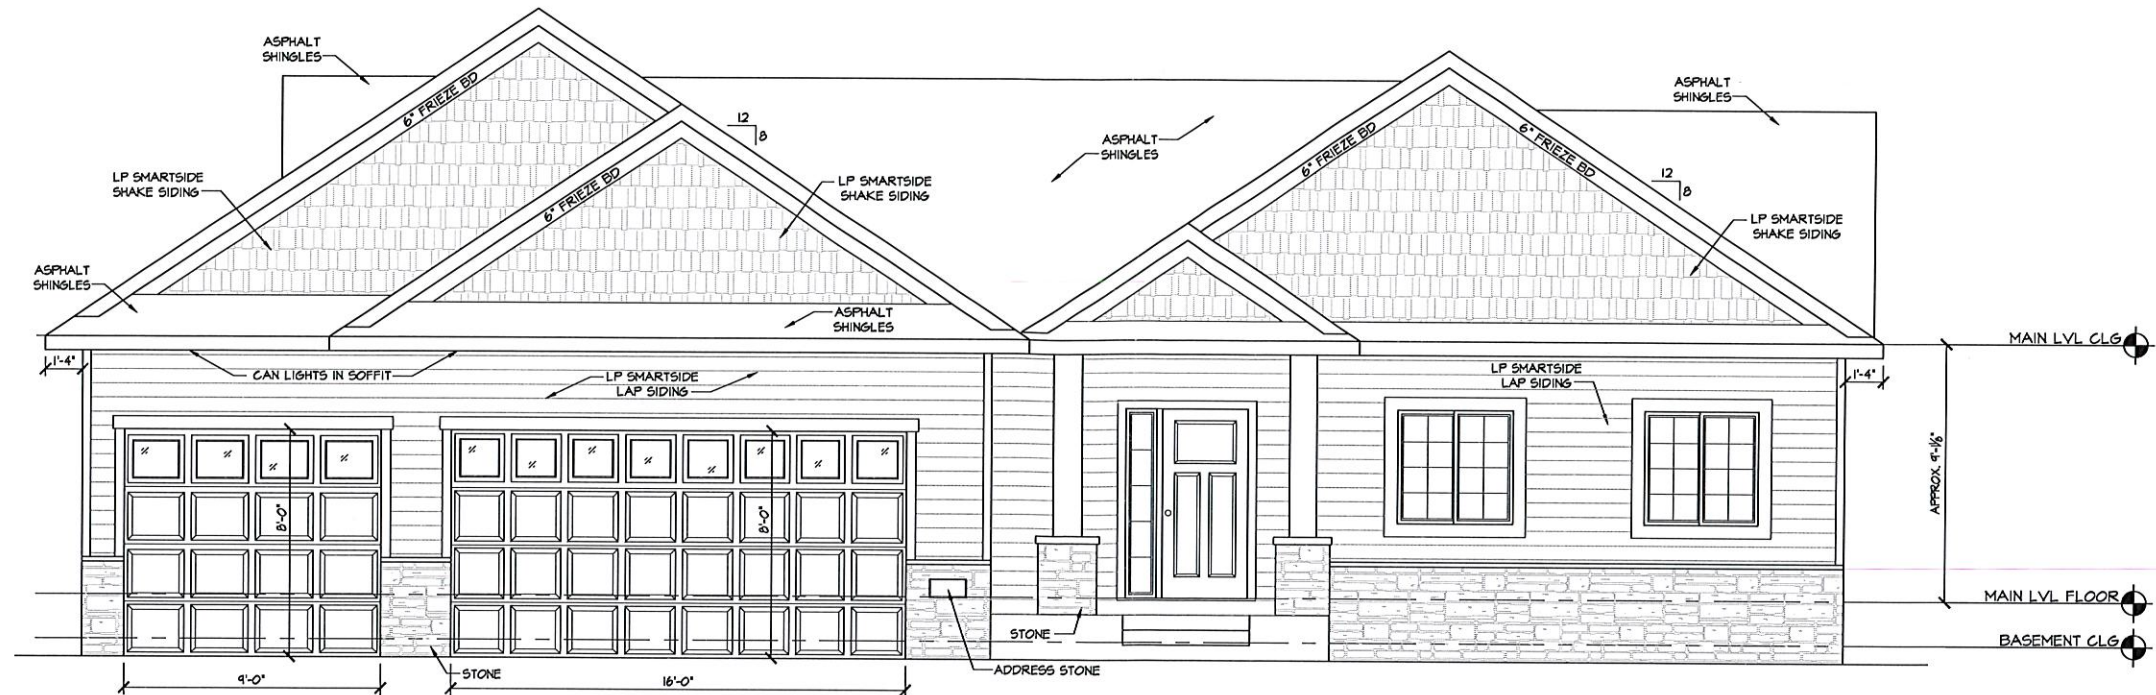 ASPHALT
SHINGLES
6" FRIEZE BD
12
8
ASPHALT
SHINGLES
6" FRIEZE BD
6" FRIEZE BD
ASPHALT
SHINGLES
12
8
LP SMARTSIDE
SHAKE SIDING
6" FRIEZE BD
LP SMARTSIDE
SHAKE SIDING
LP SMARTSIDE
SHAKE SIDING
ASPHALT
SHINGLES
ASPHALT
SHINGLES
MAIN LVL CLG
1'-4"
CAN LIGHTS IN SOFFIT
LP SMARTSIDE
LAP SIDING
LP SMARTSIDE
LAP SIDING
1'-4"
8'-0"
8'-0"
APPROX. 9'-1⅛"
MAIN LVL FLOOR
STONE
BASEMENT CLG
STONE
ADDRESS STONE
9'-0"
16'-0"